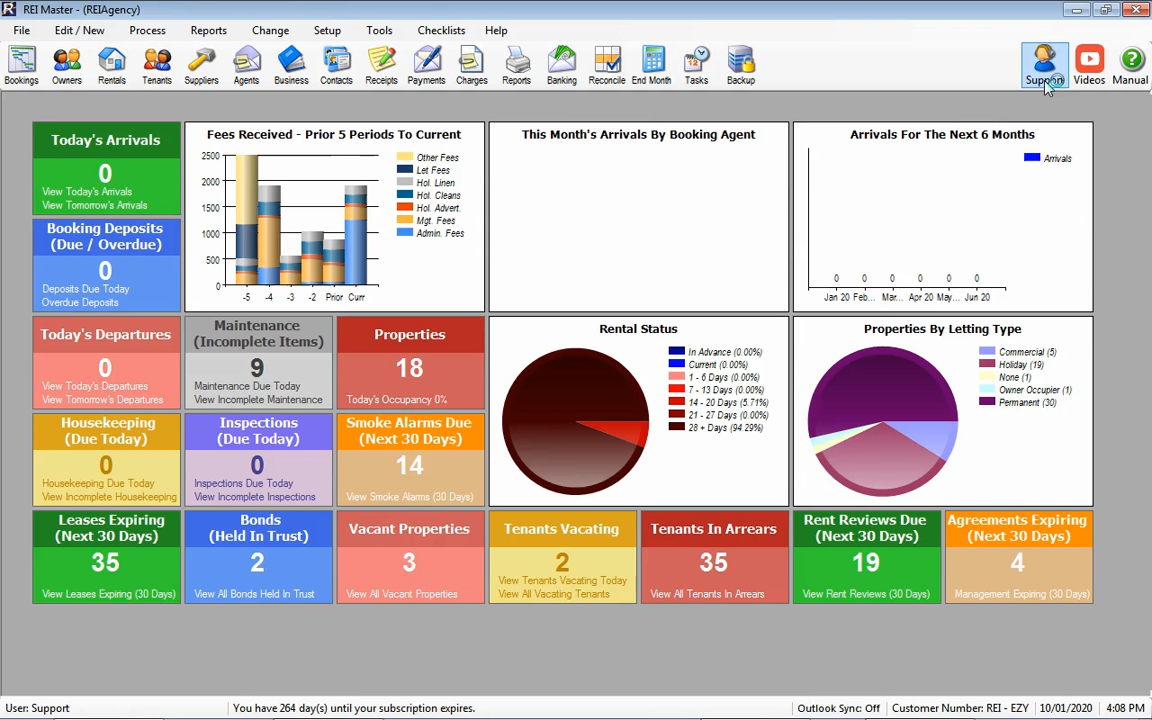 REI Master - (REIAgency)
File Edit / New Process Reports Change Setup Tools Checklists Help
Bookings Owners Rentals Tenants Suppliers Agents Business Contacts Receipts Payments Charges Reports Banking Reconcile End Month Tasks Backup Support Videos Manual
Today's Arrivals
0
View Today's Arrivals
View Tomorrow's Arrivals
Fees Received - Prior 5 Periods To Current
2500
2000
1500
1000
500
0
-5 -4 -3 -2 Prior Curr
Other Fees
Let Fees
Hol. Linen
Hol. Cleans
Hol. Advert.
Mgt. Fees
Admin. Fees
This Month's Arrivals By Booking Agent
Arrivals For The Next 6 Months
Arrivals
0 0 0 0 0 0
Jan 20 Feb... Mar... Apr 20 May... Jun 20
Booking Deposits
(Due / Overdue)
0
Deposits Due Today
Overdue Deposits
Today's Departures
0
View Today's Departures
View Tomorrow's Departures
Maintenance
(Incomplete Items)
9
Maintenance Due Today
View Incomplete Maintenance
Properties
18
Today's Occupancy 0%
Rental Status
In Advance (0.00%)
Current (0.00%)
1 - 6 Days (0.00%)
7 - 13 Days (0.00%)
14 - 20 Days (5.71%)
21 - 27 Days (0.00%)
28 + Days (94.29%)
Properties By Letting Type
Commercial (5)
Holiday (19)
None (1)
Owner Occupier (1)
Permanent (30)
Housekeeping
(Due Today)
0
Housekeeping Due Today
View Incomplete Housekeeping
Inspections
(Due Today)
0
Inspections Due Today
View Incomplete Inspections
Smoke Alarms Due
(Next 30 Days)
14
View Smoke Alarms (30 Days)
Leases Expiring
(Next 30 Days)
35
View Leases Expiring (30 Days)
Bonds
(Held In Trust)
2
View All Bonds Held In Trust
Vacant Properties
3
View All Vacant Properties
Tenants Vacating
2
View Tenants Vacating Today
View All Vacating Tenants
Tenants In Arrears
35
View All Tenants In Arrears
Rent Reviews Due
(Next 30 Days)
19
View Rent Reviews (30 Days)
Agreements Expiring
(Next 30 Days)
4
Management Expiring (30 Days)
User: Support
You have 264 day(s) until your subscription expires.
Outlook Sync: Off
Customer Number: REI - EZY
10/01/2020
4:08 PM